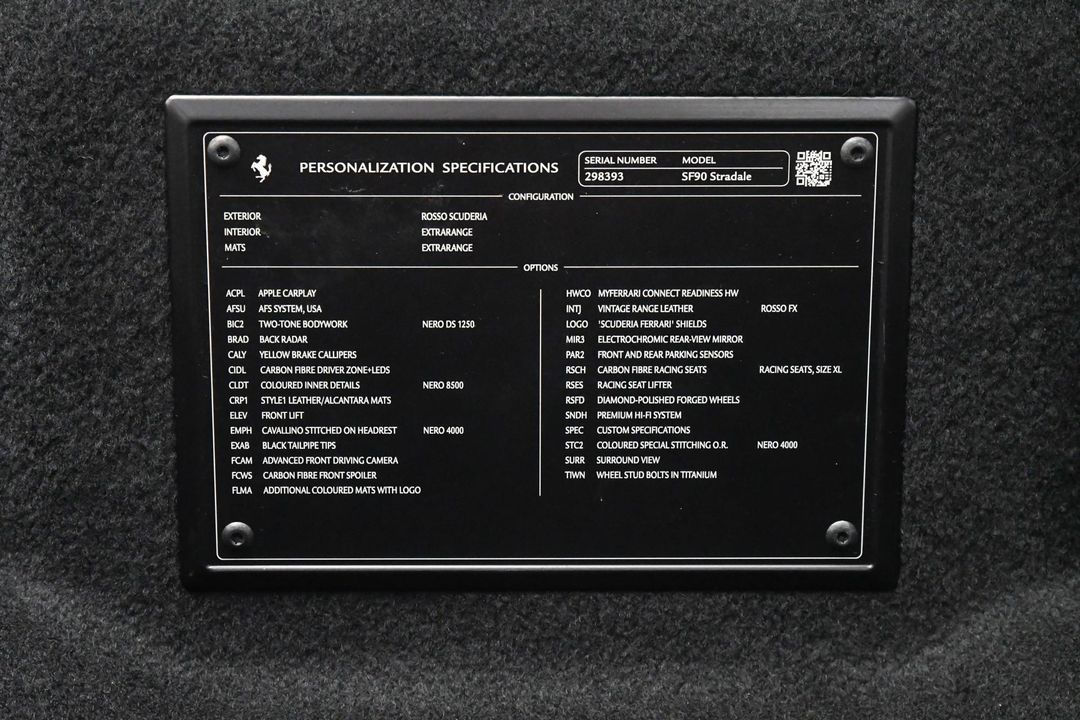 PERSONALIZATION SPECIFICATIONS
SERIAL NUMBER MODEL
298393 SF90 Stradale
CONFIGURATION
EXTERIOR ROSSO SCUDERIA
INTERIOR EXTRARANGE
MATS EXTRARANGE
OPTIONS
ACPL APPLE CARPLAY
AFSU AFS SYSTEM, USA
BIC2 TWO-TONE BODYWORK NERO DS 1250
BRAD BACK RADAR
CALY YELLOW BRAKE CALLIPERS
CIDL CARBON FIBRE DRIVER ZONE+LEDS
CLDT COLOURED INNER DETAILS NERO 8500
CRP1 STYLE1 LEATHER/ALCANTARA MATS
ELEV FRONT LIFT
EMPH CAVALLINO STITCHED ON HEADREST NERO 4000
EXAB BLACK TAILPIPE TIPS
FCAM ADVANCED FRONT DRIVING CAMERA
FCWS CARBON FIBRE FRONT SPOILER
FLMA ADDITIONAL COLOURED MATS WITH LOGO
HWCO MYFERRARI CONNECT READINESS HW
INTJ VINTAGE RANGE LEATHER ROSSO FX
LOGO 'SCUDERIA FERRARI' SHIELDS
MIR3 ELECTROCHROMIC REAR-VIEW MIRROR
PAR2 FRONT AND REAR PARKING SENSORS
RSCH CARBON FIBRE RACING SEATS RACING SEATS, SIZE XL
RSES RACING SEAT LIFTER
RSFD DIAMOND-POLISHED FORGED WHEELS
SNDH PREMIUM HI-FI SYSTEM
SPEC CUSTOM SPECIFICATIONS
STC2 COLOURED SPECIAL STITCHING O.R. NERO 4000
SURR SURROUND VIEW
TIWN WHEEL STUD BOLTS IN TITANIUM